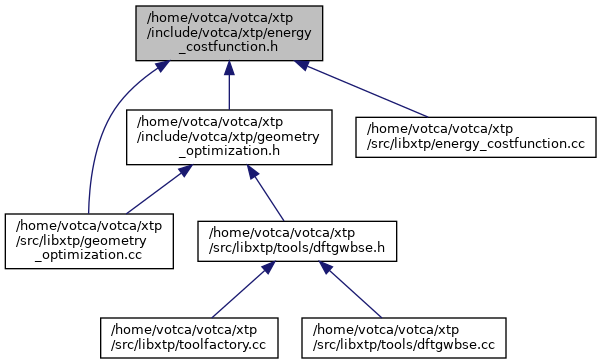 /home/votca/votca/xtp
/include/votca/xtp/energy
_costfunction.h
/home/votca/votca/xtp
/include/votca/xtp/geometry
_optimization.h
/home/votca/votca/xtp
/src/libxtp/energy_costfunction.cc
/home/votca/votca/xtp
/src/libxtp/geometry
_optimization.cc
/home/votca/votca/xtp
/src/libxtp/tools/dftgwbse.h
/home/votca/votca/xtp
/src/libxtp/toolfactory.cc
/home/votca/votca/xtp
/src/libxtp/tools/dftgwbse.cc